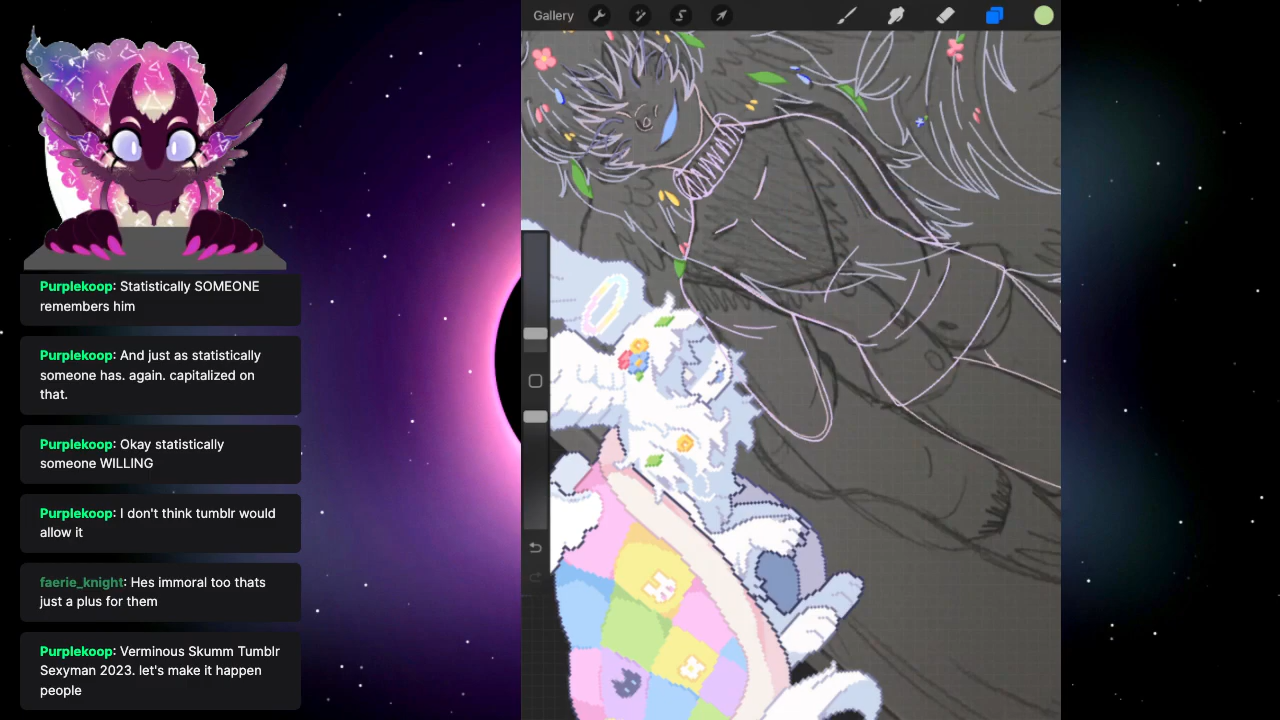 Gallery
Purplekoop: Statistically SOMEONE
remembers him
Purplekoop: And just as statistically
someone has. again. capitalized on
that.
Purplekoop: Okay statistically
someone WILLING
Purplekoop: I don't think tumblr would
allow it
faerie_knight: Hes immoral too thats
just a plus for them
Purplekoop: Verminous Skumm Tumblr
Sexyman 2023. let's make it happen
people